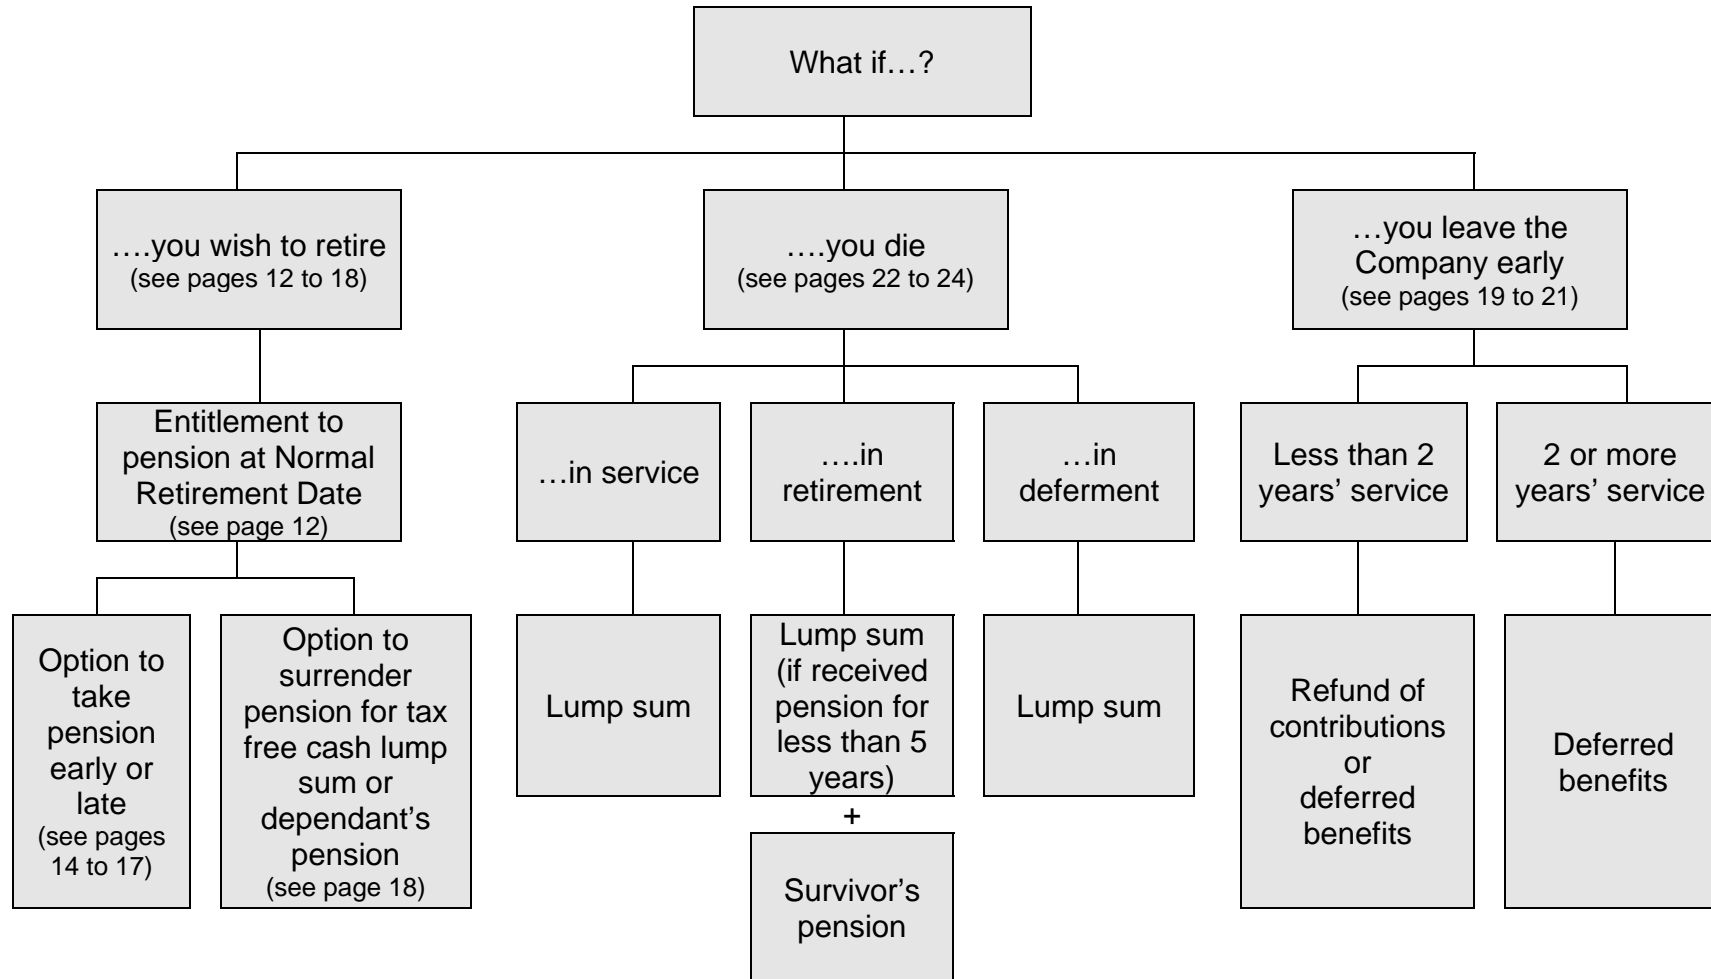 What if…?
….you wish to retire
(see pages 12 to 18)
….you die
(see pages 22 to 24)
…you leave the
Company early
(see pages 19 to 21)
Entitlement to
pension at Normal
Retirement Date
(see page 12)
…in service
….in
retirement
…in
deferment
Less than 2
years’ service
2 or more
years’ service
Option to
take
pension
early or
late
(see pages
14 to 17)
Option to
surrender
pension for tax
free cash lump
sum or
dependant’s
pension
(see page 18)
Lump sum
Lump sum
(if received
pension for
less than 5
years)
+
Survivor’s
pension
Lump sum
Refund of
contributions
or
deferred
benefits
Deferred
benefits